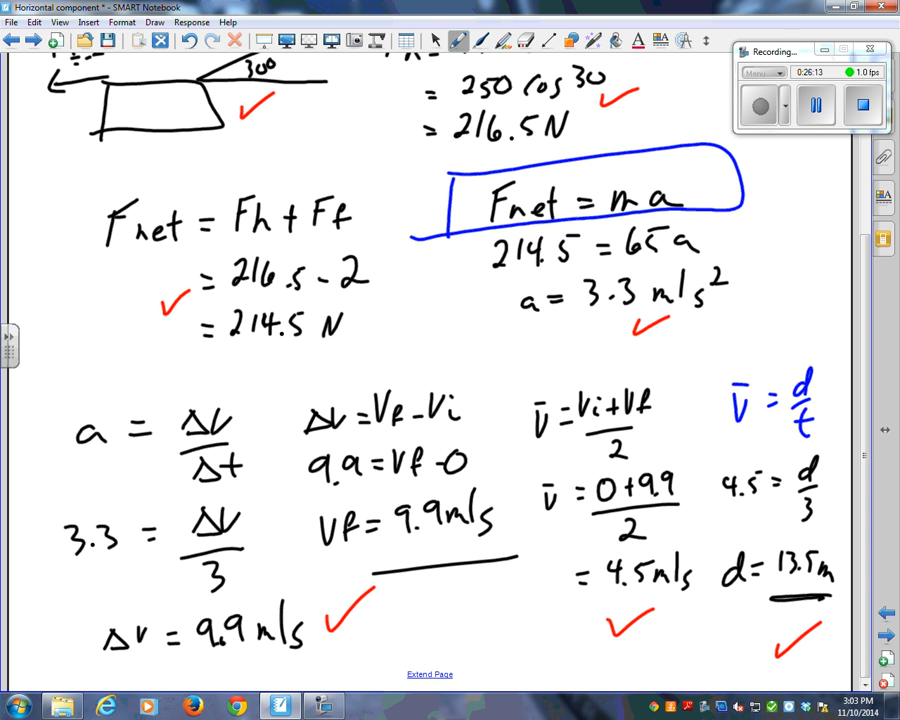 Horizontal component * - SMART Notebook
File Edit View Insert Format Draw Response Help
Recording...
Menu
0:26:13
1.0 fps
300
= 250 cos 30
= 216.5 N
Fnet = Fh + Ff
= 216.5 - 2
= 214.5 N
Fnet = ma
214.5 = 65a
a = 3.3 m/s²
a = ΔV/Δt
3.3 = ΔV/3
ΔV = 9.9 m/s
ΔV = Vf - Vi
9.9 = Vf - 0
Vf = 9.9 m/s
V̄ = Vi + Vf/2
V̄ = 0 + 9.9/2
= 4.5 m/s
V̄ = d/t
4.5 = d/3
d = 13.5 m
Extend Page
3:03 PM
11/10/2014